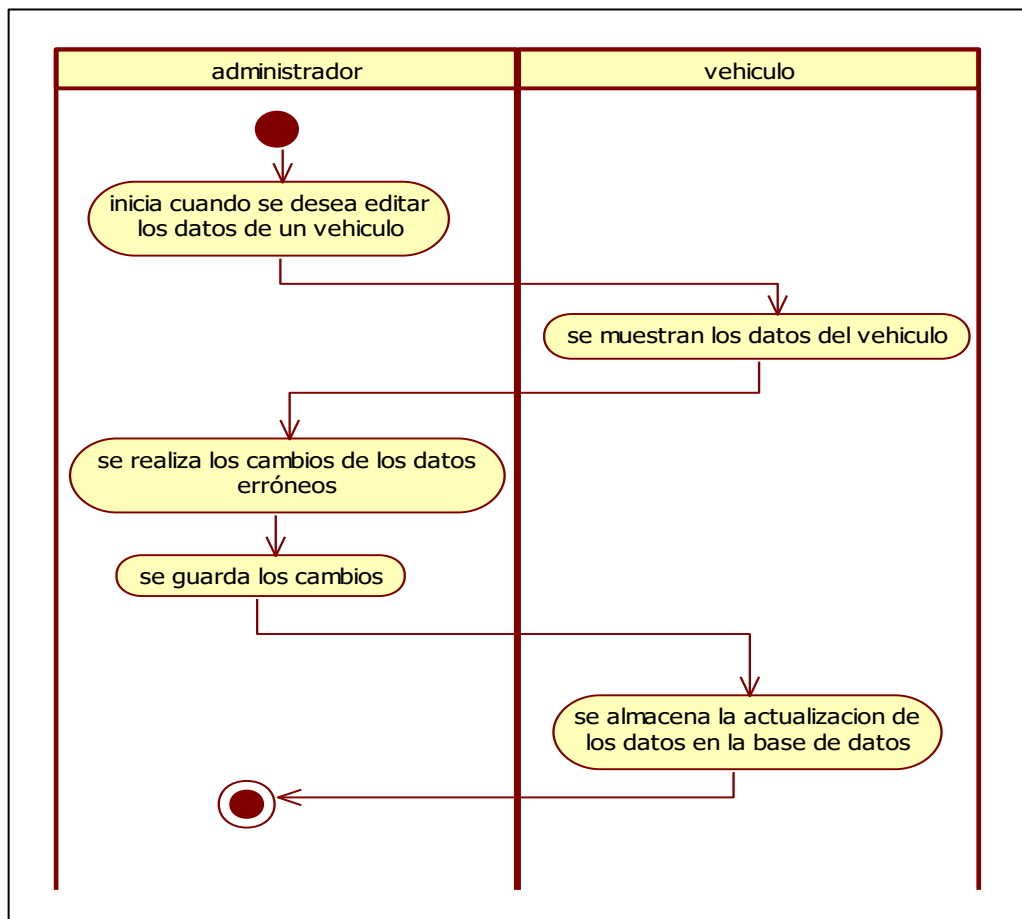 administrador
vehiculo
inicia cuando se desea editar
los datos de un vehiculo
se muestran los datos del vehiculo
se realiza los cambios de los datos
erróneos
se guarda los cambios
se almacena la actualizacion de
los datos en la base de datos